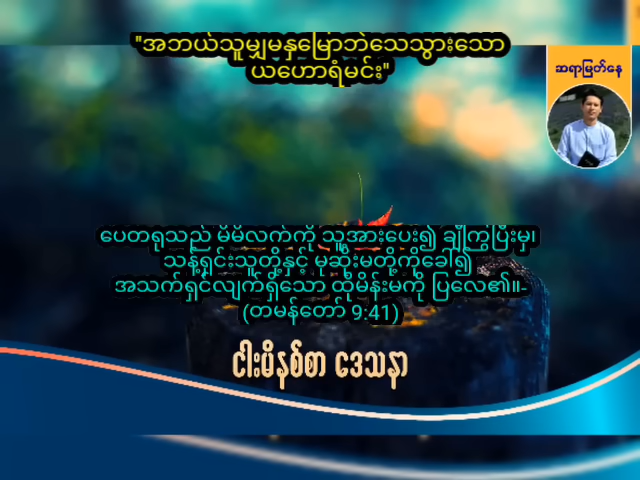 "အဘယ်သူမျှမနှမြောဘဲသေသွားသော
ယဟောရံမင်း"
ဆရာမြတ်နေ
ပေတရုသည် မိမိလက်ကို သူ့အားပေး၍ ချီကြွပြီးမှ၊
သန့်ရှင်းသူတို့နှင့် မုဆိုးမတို့ကိုခေါ်၍
အသက်ရှင်လျက်ရှိသော ထိုမိန်းမကို ပြလေ၏။-
(တမန်တော် 9:41)
ငါးမိနစ်စာ ဒေသနာ